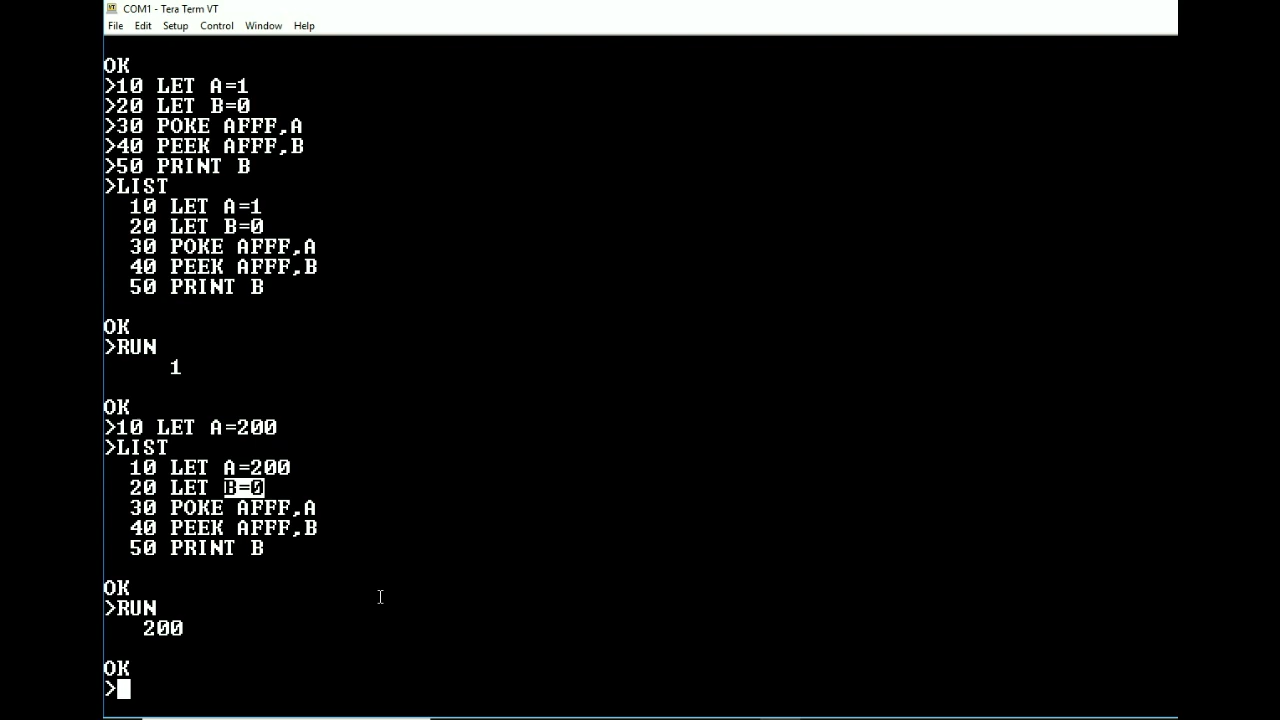 COM1 - Tera Term VT
File Edit Setup Control Window Help
OK
>10 LET A=1
>20 LET B=0
>30 POKE AFFF,A
>40 PEEK AFFF,B
>50 PRINT B
>LIST
10 LET A=1
20 LET B=0
30 POKE AFFF,A
40 PEEK AFFF,B
50 PRINT B
OK
>RUN
1
OK
>10 LET A=200
>LIST
10 LET A=200
20 LET B=0
30 POKE AFFF,A
40 PEEK AFFF,B
50 PRINT B
OK
>RUN
200
OK
>